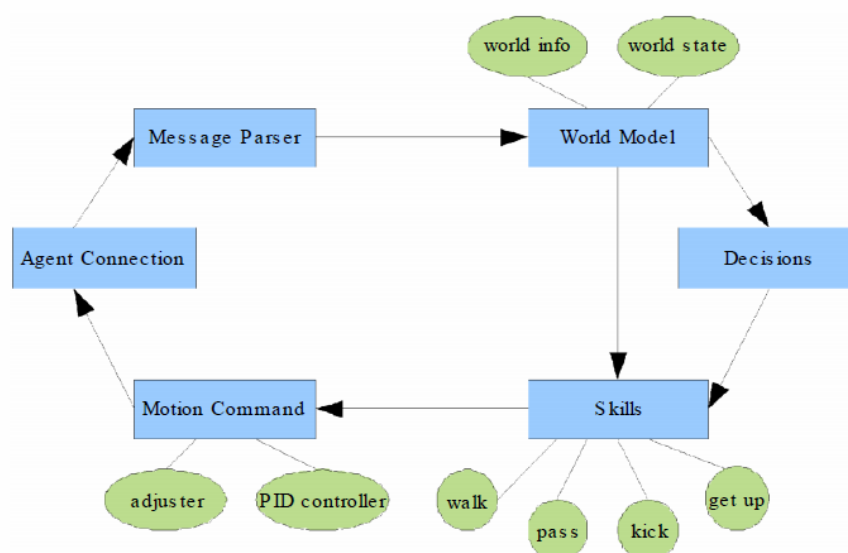 world info
world state
Message Parser
World Model
Agent Connection
Decisions
Motion Command
Skills
adjuster
PID controller
walk
get up
pass
kick